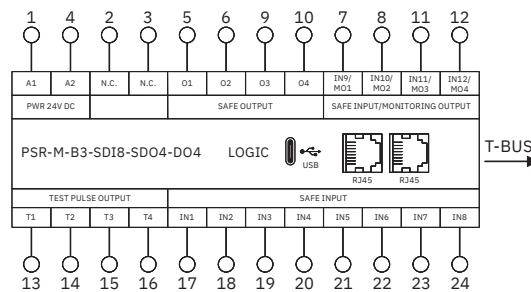 1 4 2 3 5 6 9 10 7 8 11 12
A1 A2 N.C. N.C. O1 O2 O3 O4 IN9/ IN10/ IN11/ IN12/
MO1 MO2 MO3 MO4
PWR 24V DC SAFE OUTPUT SAFE INPUT/MONITORING OUTPUT
T-BUS
PSR-M-B3-SDI8-SDO4-DO4 LOGIC
USB
RJ45 RJ45
TEST PULSE OUTPUT SAFE INPUT
T1 T2 T3 T4 IN1 IN2 IN3 IN4 IN5 IN6 IN7 IN8
13 14 15 16 17 18 19 20 21 22 23 24